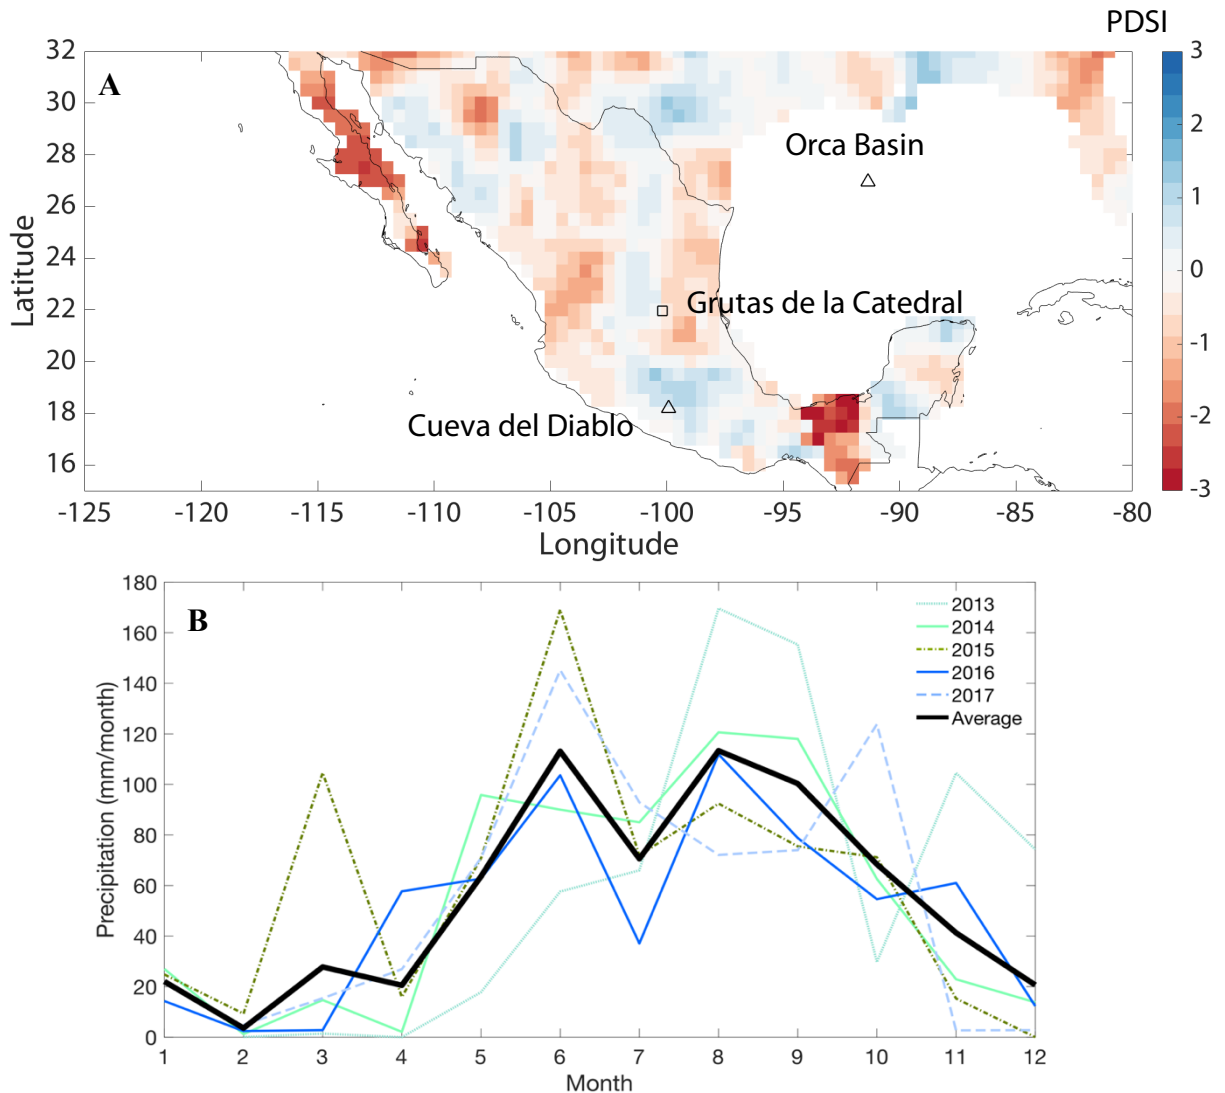 PDSI
A
32
30
28
26
24
22
20
18
16
Latitude
Orca Basin
Grutas de la Catedral
Cueva del Diablo
3
2
1
0
-1
-2
-3
-125 -120 -115 -110 -105 -100 -95 -90 -85 -80
Longitude
B
180
160
140
120
100
80
60
40
20
0
Precipitation (mm/month)
2013
2014
2015
2016
2017
Average
1 2 3 4 5 6 7 8 9 10 11 12
Month